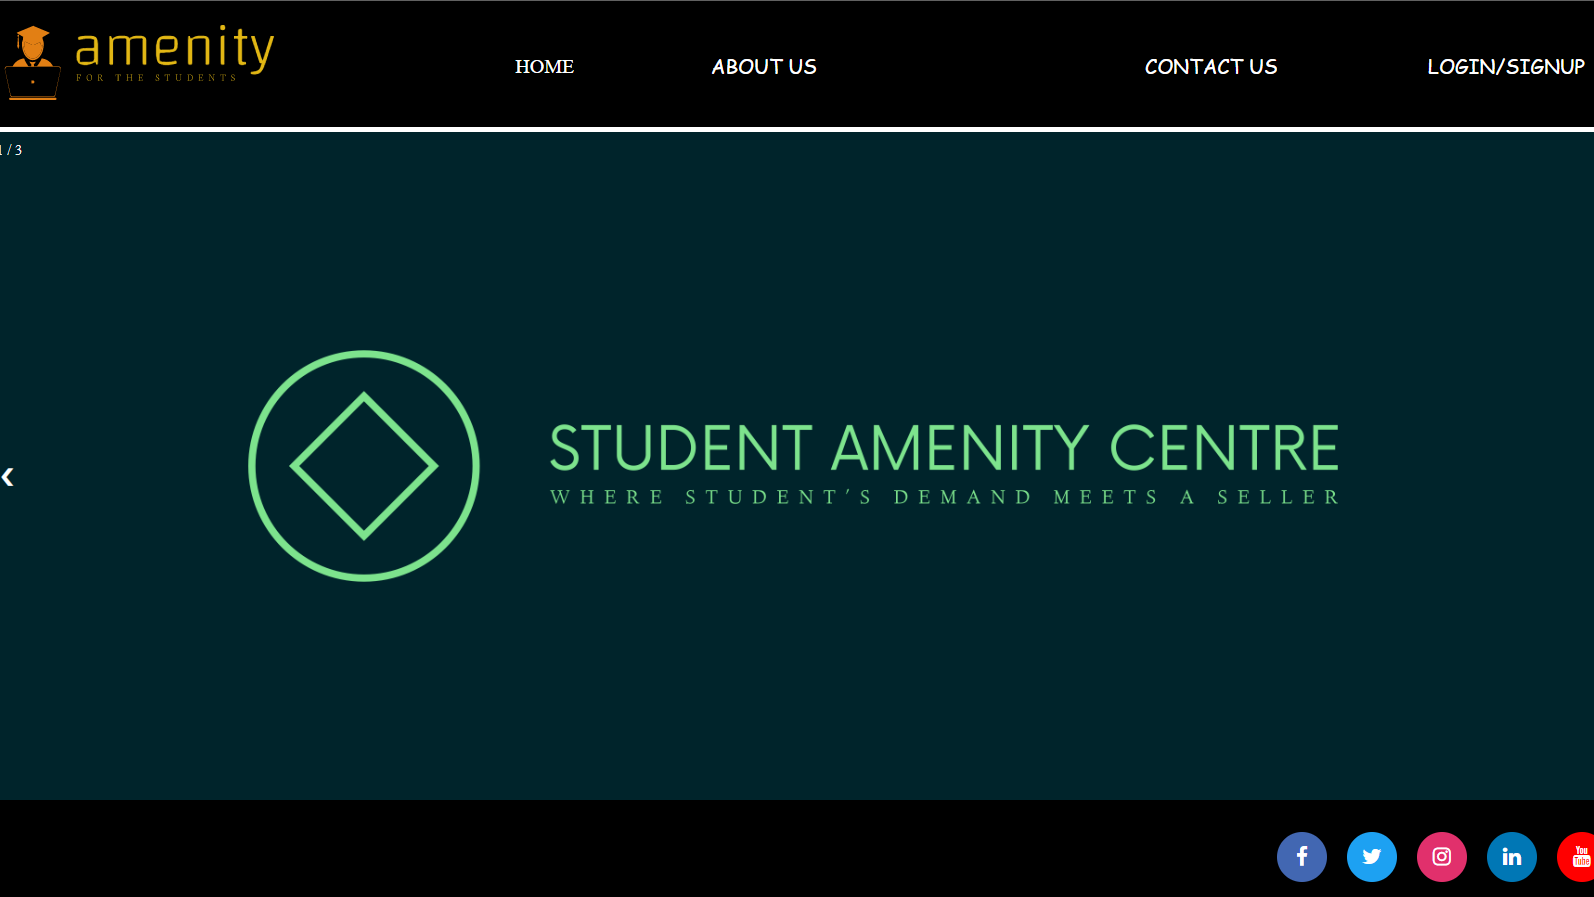 amenity
FOR THE STUDENTS
HOME
ABOUT US
CONTACT US
LOGIN/SIGNUP
1 / 3
STUDENT AMENITY CENTRE
WHERE STUDENT'S DEMAND MEETS A SELLER
You
Tube